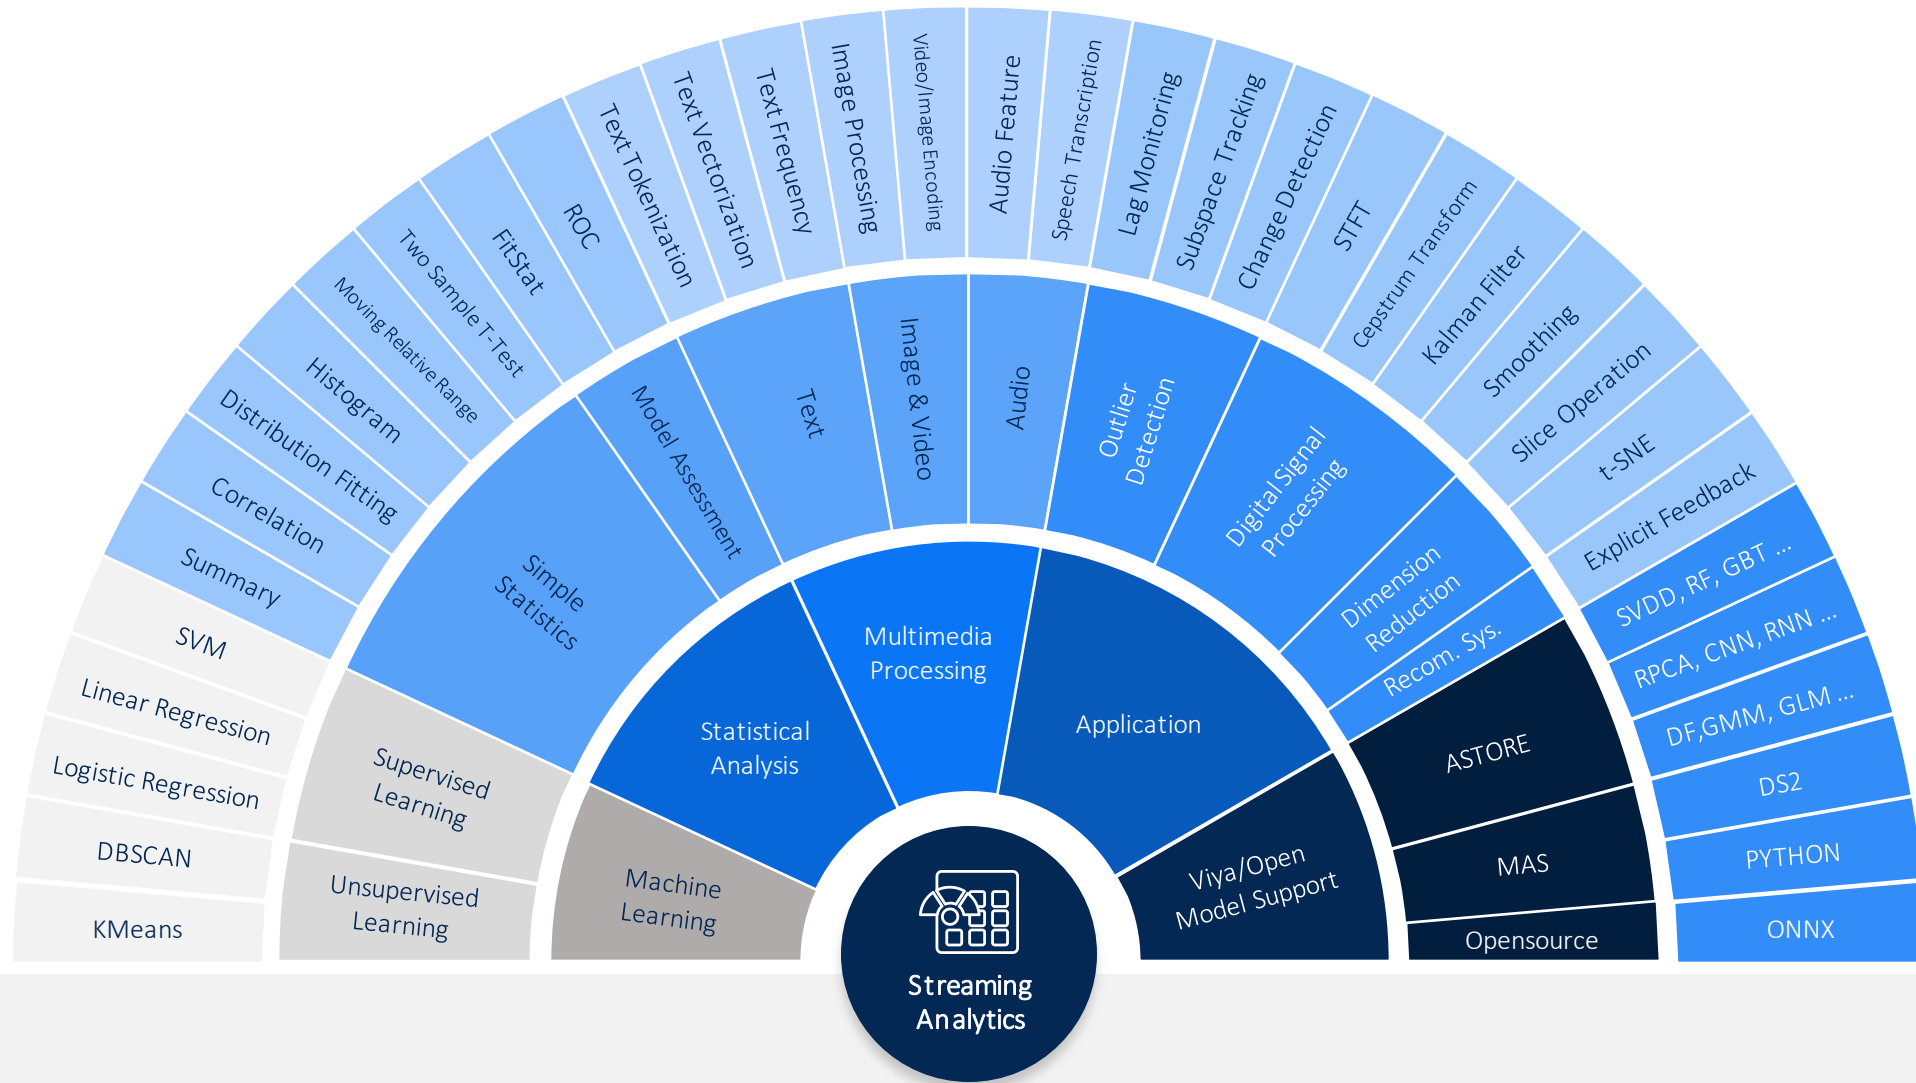 KMeans
DBSCAN
Logistic Regression
Linear Regression
SVM
Summary
Correlation
Distribution Fitting
Histogram
Moving Relative Range
Two Sample T-Test
FitStat
ROC
Text Tokenization
Text Vectorization
Text Frequency
Image Processing
Video/Image Encoding
Audio Feature
Speech Transcription
Lag Monitoring
Subspace Tracking
Change Detection
STFT
Cepstrum Transform
Kalman Filter
Smoothing
Slice Operation
t-SNE
Explicit Feedback
SVDD, RF, GBT ...
RPCA, CNN, RNN ...
DF,GMM, GLM ...
DS2
PYTHON
ONNX
Unsupervised
Learning
Supervised
Learning
Simple
Statistics
Model Assessment
Text
Image & Video
Audio
Outlier
Detection
Digital Signal
Processing
Dimension
Reduction
Recom. Sys.
ASTORE
MAS
Opensource
Machine
Learning
Statistical
Analysis
Multimedia
Processing
Application
Viya/Open
Model Support
Streaming
Analytics